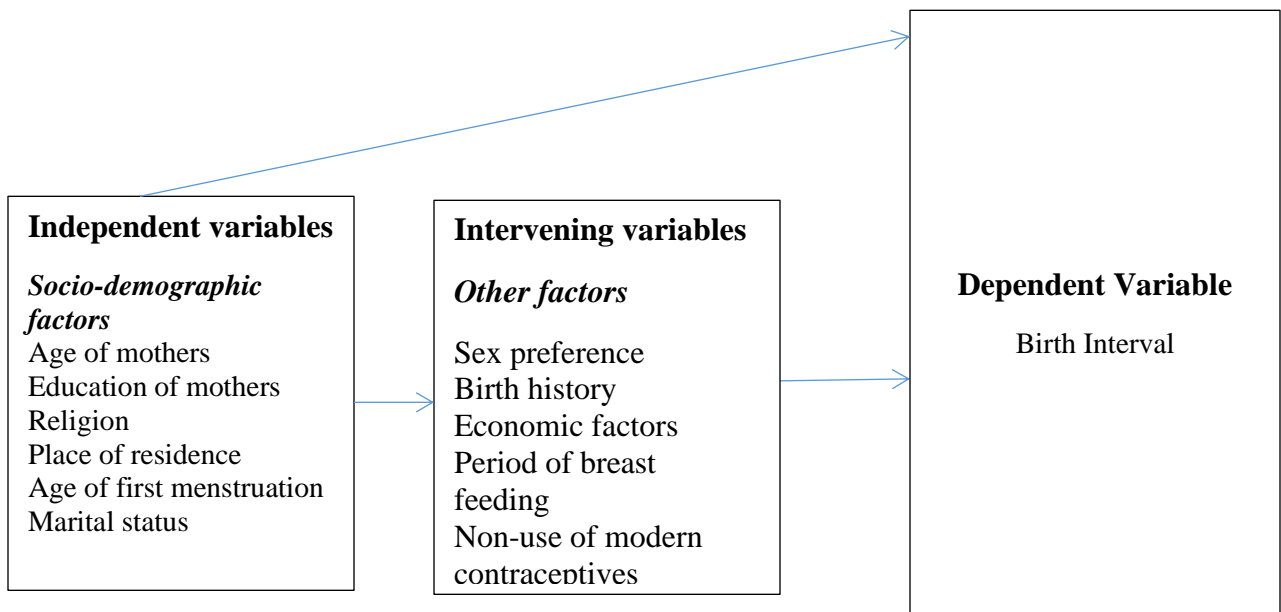 Independent variables
Socio-demographic
factors
Age of mothers
Education of mothers
Religion
Place of residence
Age of first menstruation
Marital status
Intervening variables
Other factors
Sex preference
Birth history
Economic factors
Period of breast
feeding
Non-use of modern
contraceptives
Dependent Variable
Birth Interval